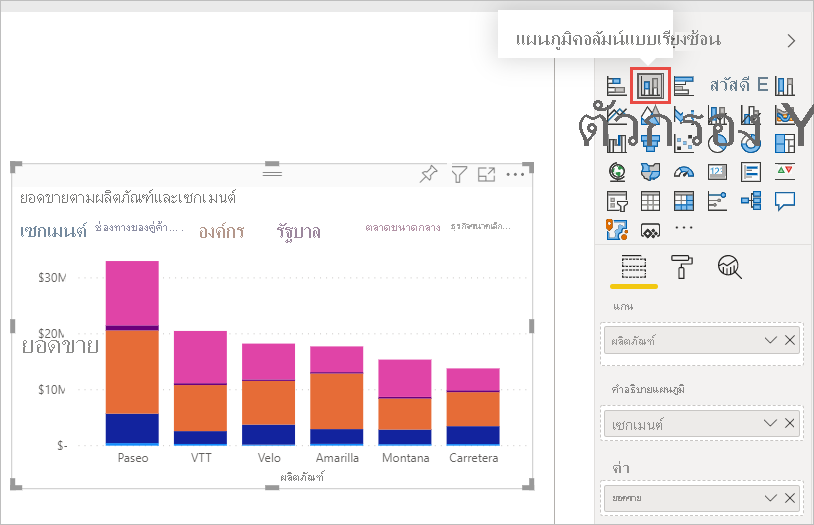 แผนภูมิคอลัมน์แบบเรียงซ้อน
สวัสดี E
ตัวกรอง Y
123
ยอดขายตามผลิตภัณฑ์และเซกเมนต์
เซกเมนต์ ช่องทางของคู่ค้า... องค์กร รัฐบาล ตลาดขนาดกลาง ธุรกิจขนาดเล็ก...
$30M
$20M
ยอดขาย
$10M
$-
Paseo VTT Velo Amarilla Montana Carretera
ผลิตภัณฑ์
แกน
ผลิตภัณฑ์
คำอธิบายแผนภูมิ
เซกเมนต์
ค่า
ยอดขาย